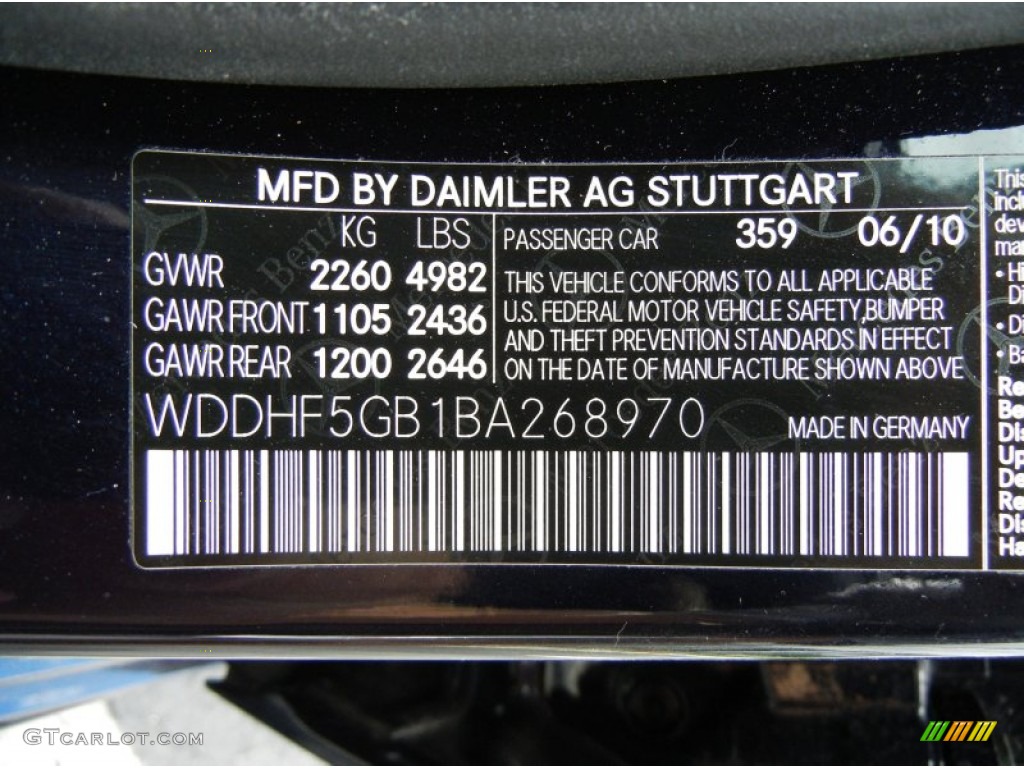 MFD BY DAIMLER AG STUTTGART
KG LBS
GVWR 2260 4982
GAWR FRONT 1105 2436
GAWR REAR 1200 2646
PASSENGER CAR 359 06/10
THIS VEHICLE CONFORMS TO ALL APPLICABLE
U.S. FEDERAL MOTOR VEHICLE SAFETY,BUMPER
AND THEFT PREVENTION STANDARDS IN EFFECT
ON THE DATE OF MANUFACTURE SHOWN ABOVE
WDDHF5GB1BA268970
MADE IN GERMANY
This
GTCARLOT.COM